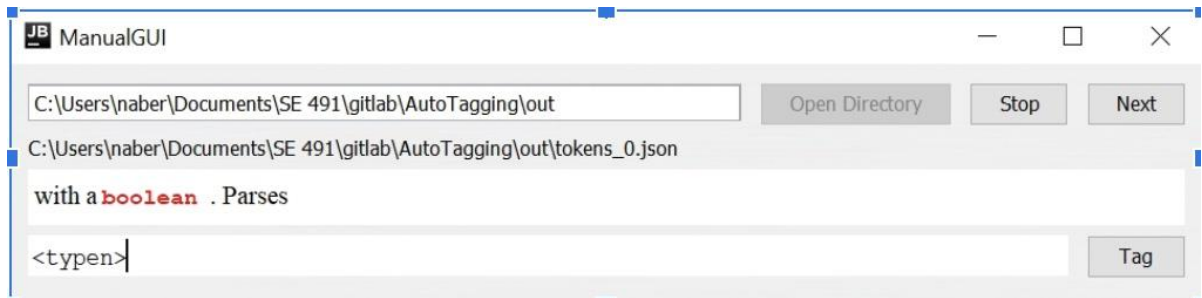 JB ManualGUI
C:\Users\naber\Documents\SE 491\gitlab\AutoTagging\out Open Directory Stop Next
C:\Users\naber\Documents\SE 491\gitlab\AutoTagging\out\tokens_0.json
with a boolean . Parses
<typen> Tag